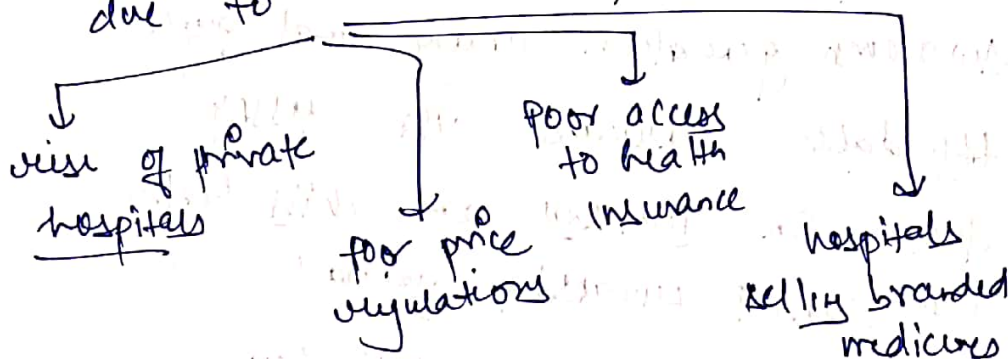 due to
rise of private
hospitals
poor price
regulations
poor access
to health
insurance
hospitals
selling branded
medicines